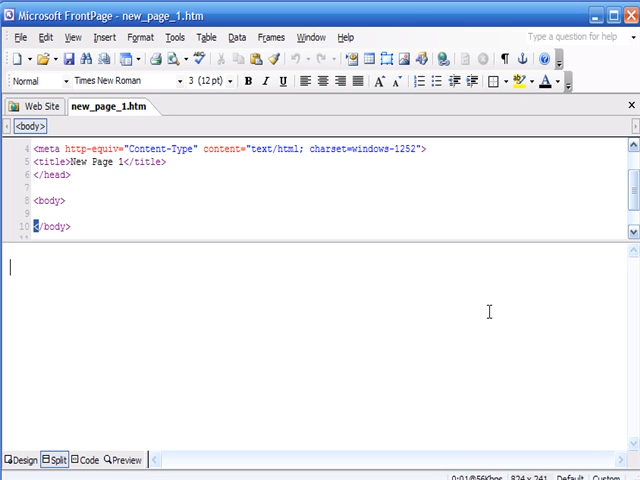 Microsoft FrontPage - new_page_1.htm
File Edit View Insert Format Tools Table Data Frames Window Help Type a question for help
Normal Times New Roman 3 (12 pt) B I U A A A
Web Site new_page_1.htm
<body>
4 <meta http-equiv="Content-Type" content="text/html; charset=windows-1252">
5 <title>New Page 1</title>
6 </head>
7
8 <body>
9
10 </body>
Design Split Code Preview
0:01@56Kbps 824 x 241 Default Custom